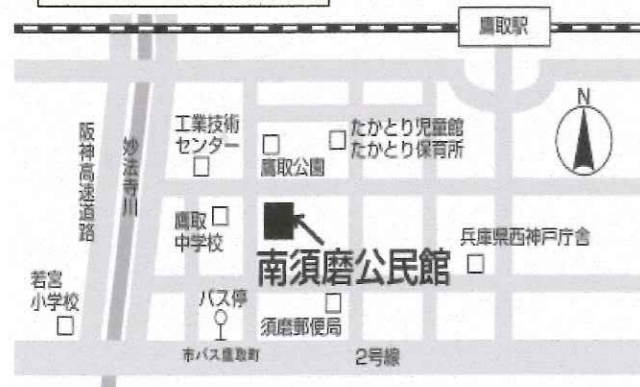 鷹取駅
N
工業技術
センター
たかとり児童館
たかとり保育所
鷹取公園
阪神高速道路
妙法寺川
鷹取
中学校
兵庫県西神戸庁舎
南須磨公民館
若宮
小学校
バス停
須磨郵便局
市バス鷹取町
2号線